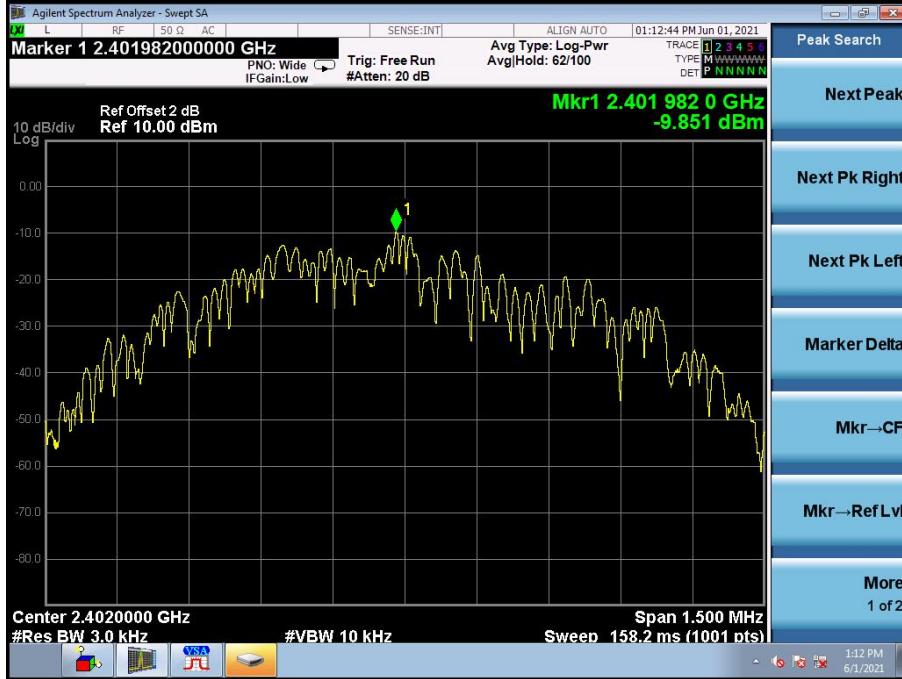 Agilent Spectrum Analyzer - Swept SA
LXI L RF 50 Ω AC SENSE:INT ALIGN AUTO 01:12:44 PM Jun 01, 2021
Marker 1 2.401982000000 GHz
PNO: Wide
IFGain:Low
Trig: Free Run
#Atten: 20 dB
Avg Type: Log-Pwr
Avg|Hold: 62/100
TRACE 1 2 3 4 5 6
TYPE M WWWWW
DET P N N N N N
Peak Search
Mkr1 2.401 982 0 GHz
-9.851 dBm
Ref Offset 2 dB
10 dB/div Ref 10.00 dBm
Log
1
0.00
-10.0
-20.0
-30.0
-40.0
-50.0
-60.0
-70.0
-80.0
Next Peak
Next Pk Right
Next Pk Left
Marker Delta
Mkr→CF
Mkr→Ref Lvl
More
1 of 2
Center 2.4020000 GHz Span 1.500 MHz
#Res BW 3.0 kHz #VBW 10 kHz Sweep 158.2 ms (1001 pts)
VSA
1:12 PM
6/1/2021